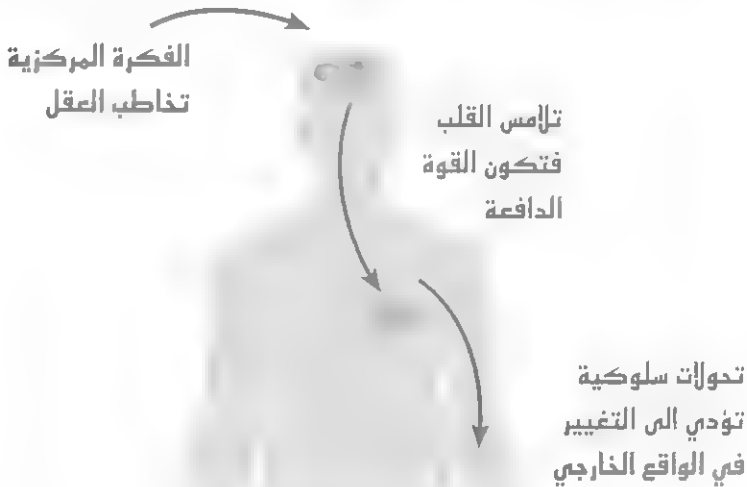 الفكرة المركزية
تخاطب العقل
تلامس القلب
فتكون القوة
الدافعة
تحولات سلوكية
تؤدي الى التغيير
في الواقع الخارجي